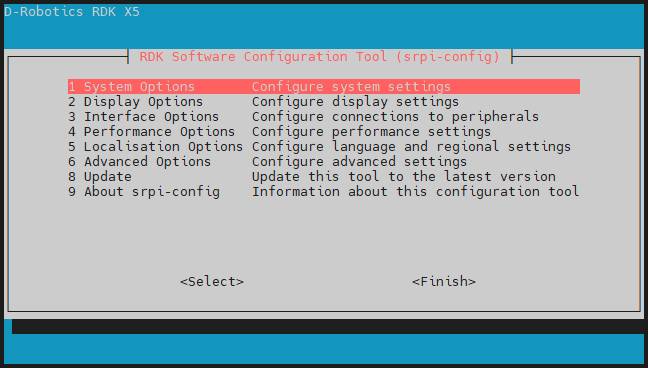 D-Robotics RDK X5
RDK Software Configuration Tool (srpi-config)
1 System Options Configure system settings
2 Display Options Configure display settings
3 Interface Options Configure connections to peripherals
4 Performance Options Configure performance settings
5 Localisation Options Configure language and regional settings
6 Advanced Options Configure advanced settings
8 Update Update this tool to the latest version
9 About srpi-config Information about this configuration tool
<Select> <Finish>